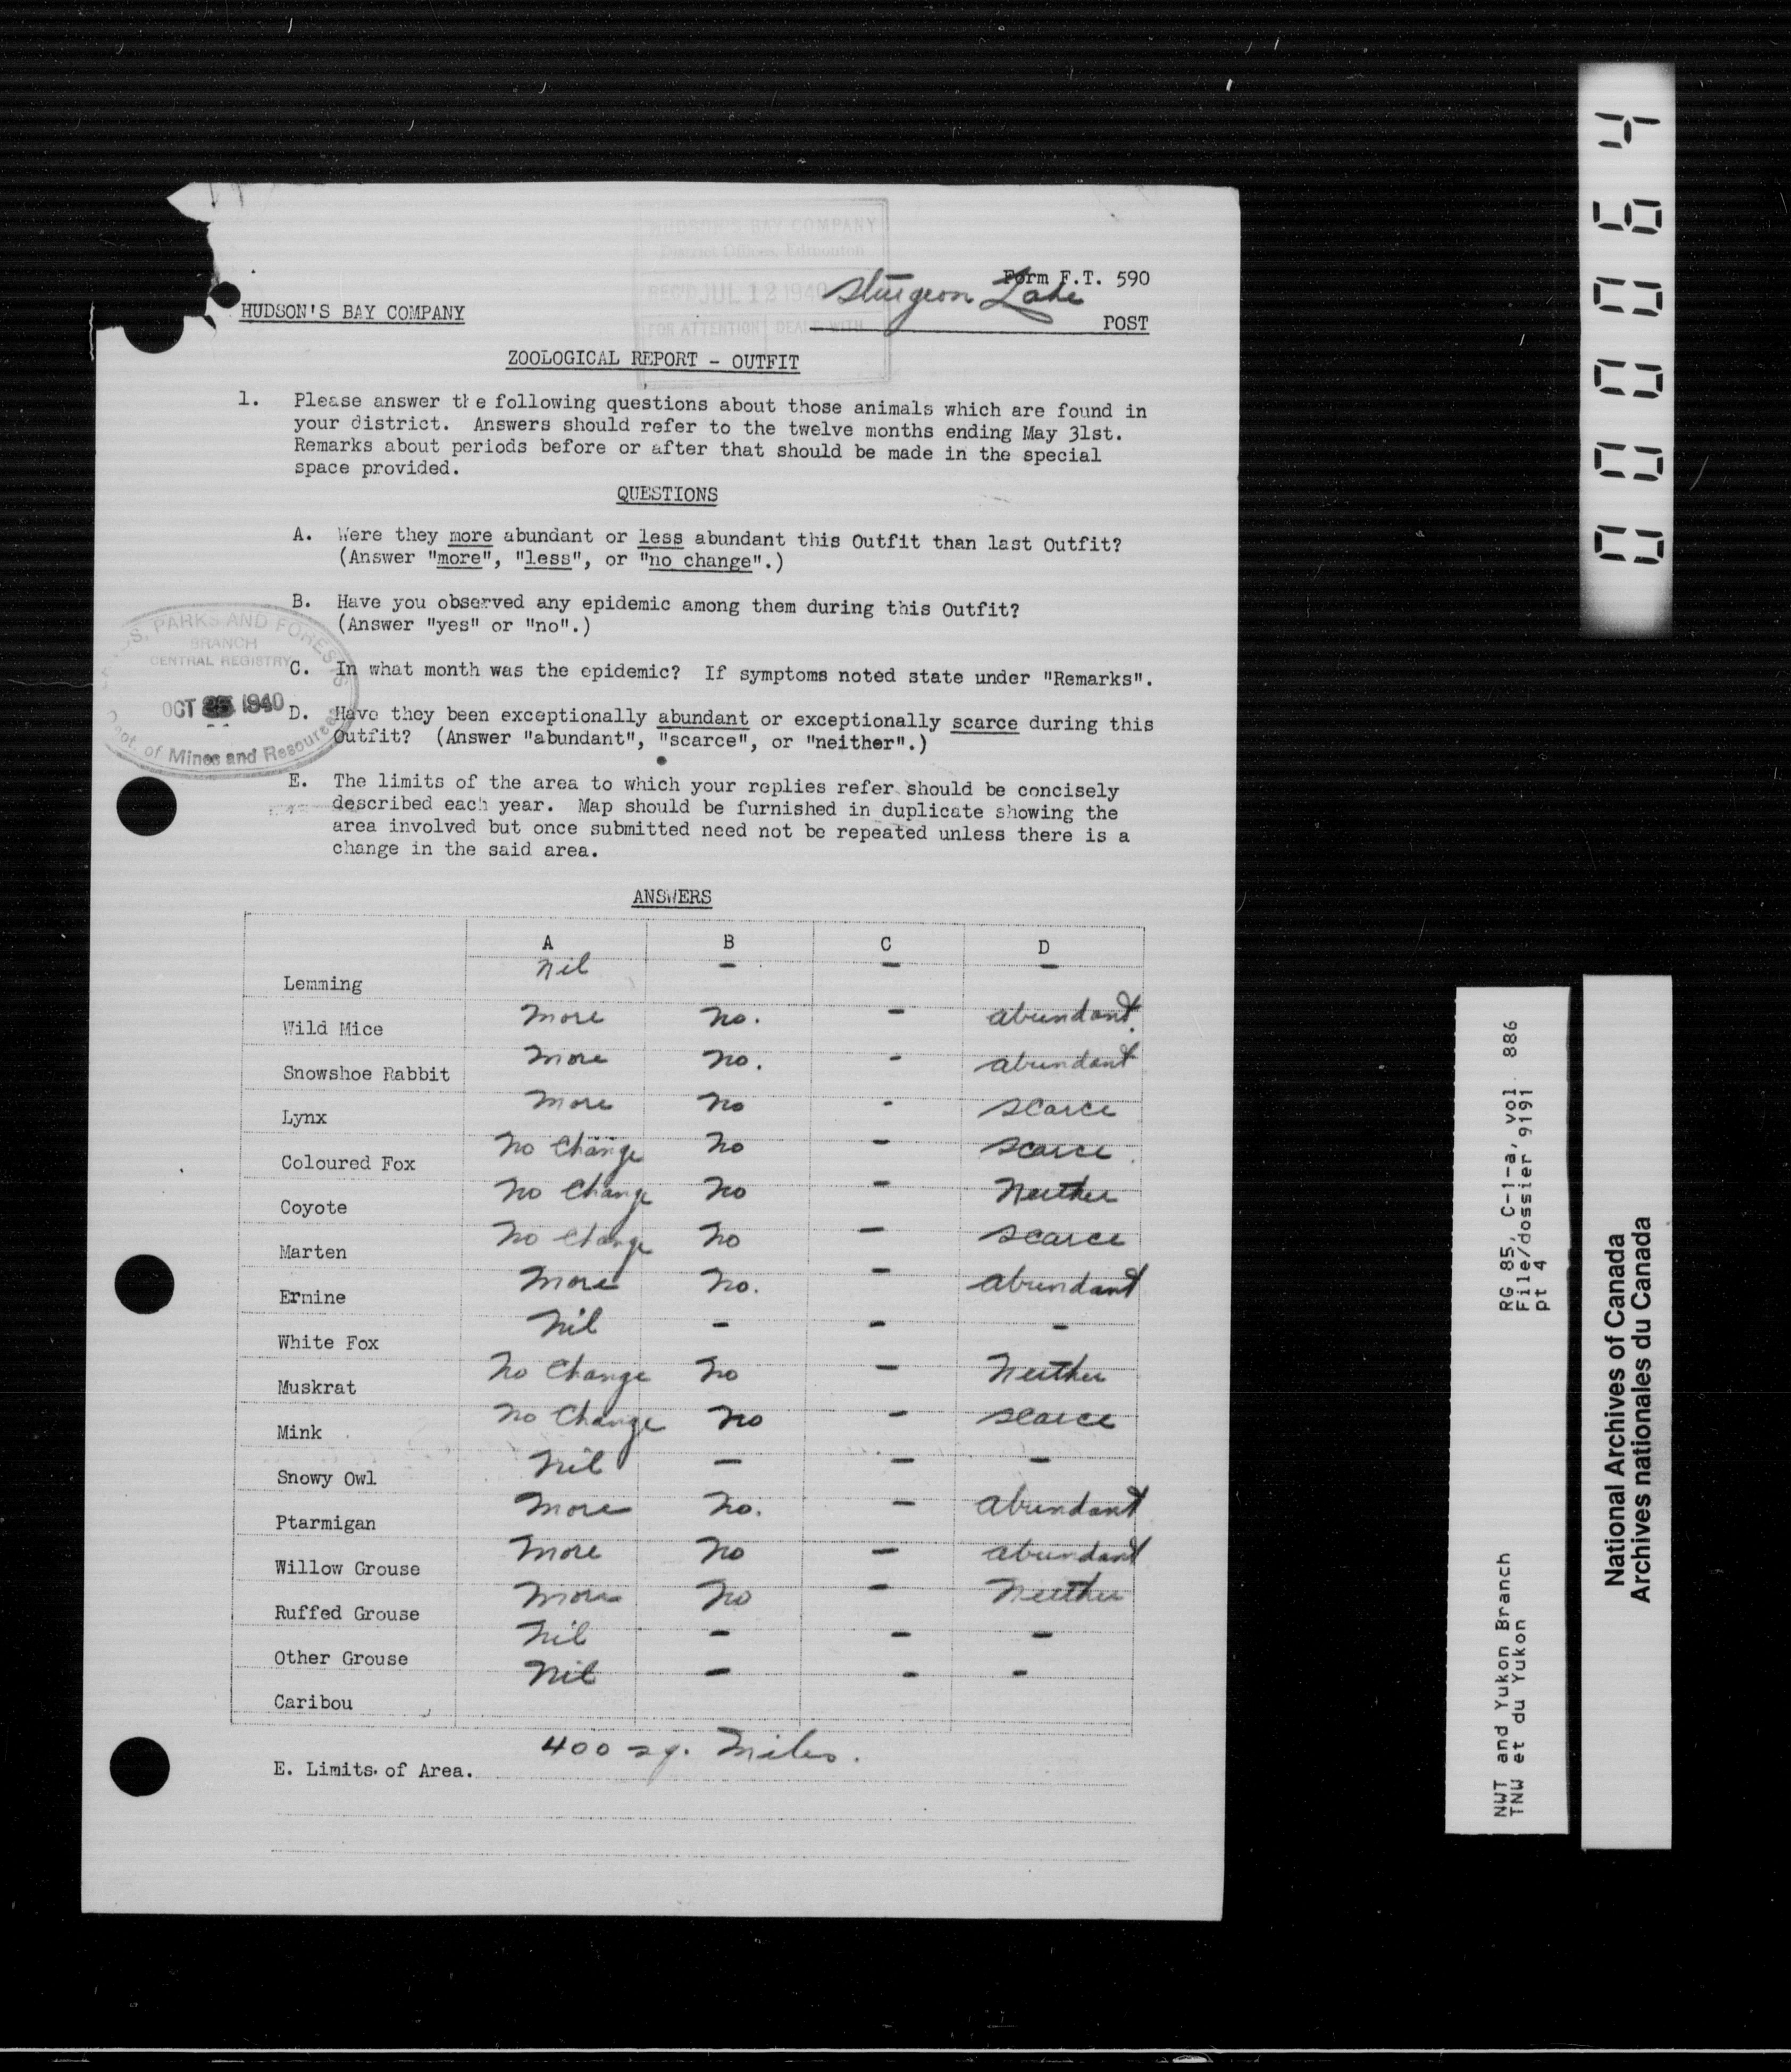 HUDSON'S BAY COMPANY
District Offices, Edmonton
REC'D JUL 12 1940
FOR ATTENTION DEALT WITH
Form F.T. 590
HUDSON'S BAY COMPANY
Sturgeon Lake POST
ZOOLOGICAL REPORT - OUTFIT
1. Please answer the following questions about those animals which are found in
your district. Answers should refer to the twelve months ending May 31st.
Remarks about periods before or after that should be made in the special
space provided.
QUESTIONS
A. Were they more abundant or less abundant this Outfit than last Outfit?
(Answer "more", "less", or "no change".)
B. Have you observed any epidemic among them during this Outfit?
(Answer "yes" or "no".)
C. In what month was the epidemic? If symptoms noted state under "Remarks".
D. Have they been exceptionally abundant or exceptionally scarce during this
Outfit? (Answer "abundant", "scarce", or "neither".)
E. The limits of the area to which your replies refer should be concisely
described each year. Map should be furnished in duplicate showing the
area involved but once submitted need not be repeated unless there is a
change in the said area.
PARKS AND FORESTS
BRANCH
CENTRAL REGISTRY
OCT 1940
of Mines and Resources
ANSWERS
A B C D
Lemming nil - - -
Wild Mice more no. - abundant.
Snowshoe Rabbit more no. - abundant
Lynx more no - scarce
Coloured Fox No Change No - scarce.
Coyote No Change No - Neither
Marten No Change No - scarce
Ermine more No. - abundant
White Fox Nil - - -
Muskrat No Change No - Neither
Mink No Change No - scarce
Snowy Owl Nil - - -
Ptarmigan more No. - abundant
Willow Grouse more No - abundant
Ruffed Grouse more No - Neither
Other Grouse Nil - - -
Caribou Nil - - -
E. Limits of Area. 400 sq. Miles.
000064
RG 85, C-1-a, vol 886
File/dossier 9191
pt 4
NWT and Yukon Branch
TNW et du Yukon
National Archives of Canada
Archives nationales du Canada